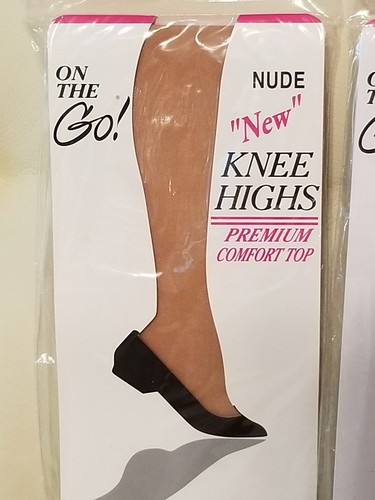 ON
THE
Go!
NUDE
"New"
KNEE
HIGHS
PREMIUM
COMFORT TOP